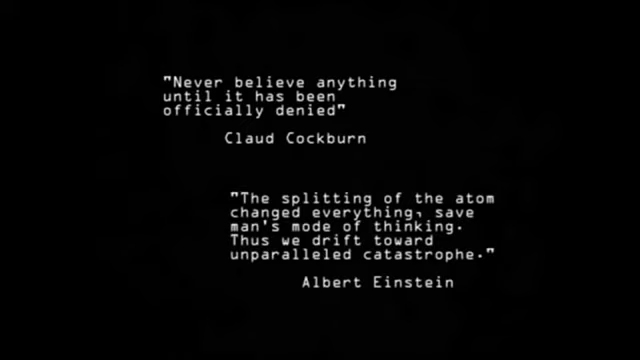 "Never believe anything
until it has been
officially denied"
Claud Cockburn
"The splitting of the atom
changed everything, save
man's mode of thinking.
Thus we drift toward
unparalleled catastrophe."
Albert Einstein